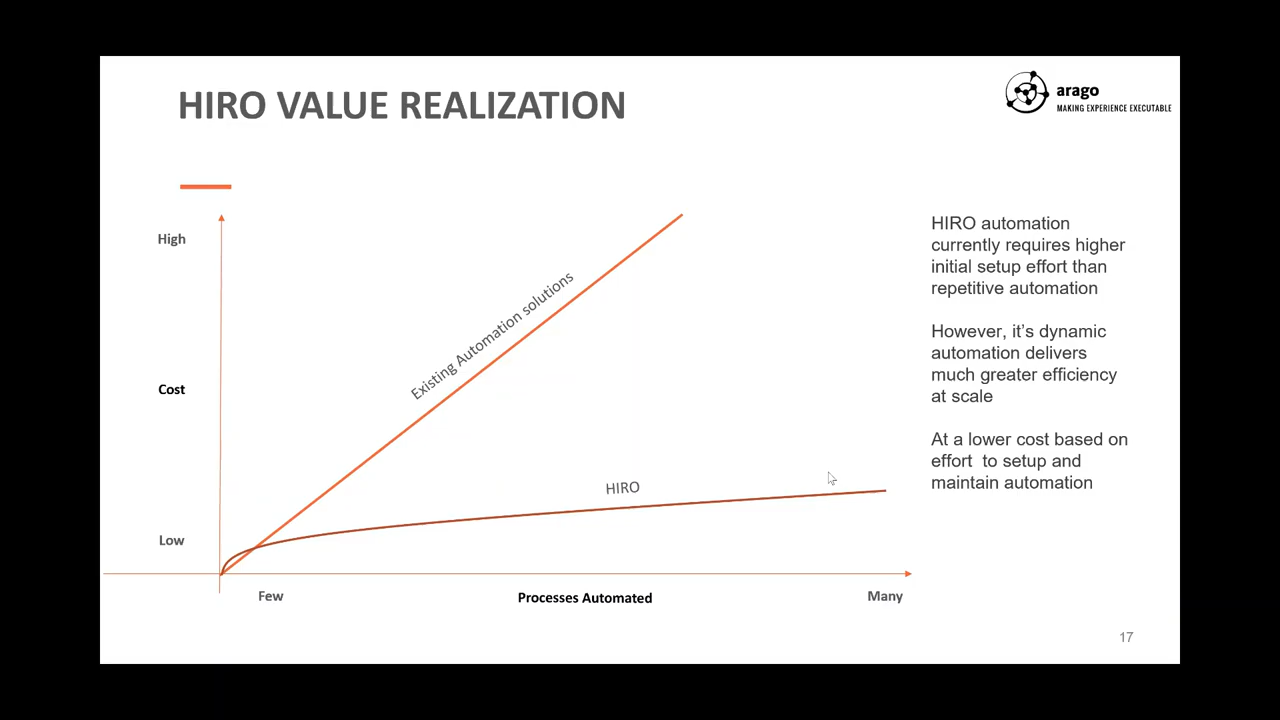 HIRO VALUE REALIZATION
arago
MAKING EXPERIENCE EXECUTABLE
High
Cost
Low
Existing Automation solutions
HIRO
Few
Processes Automated
Many
HIRO automation
currently requires higher
initial setup effort than
repetitive automation
However, it's dynamic
automation delivers
much greater efficiency
at scale
At a lower cost based on
effort  to setup and
maintain automation
17